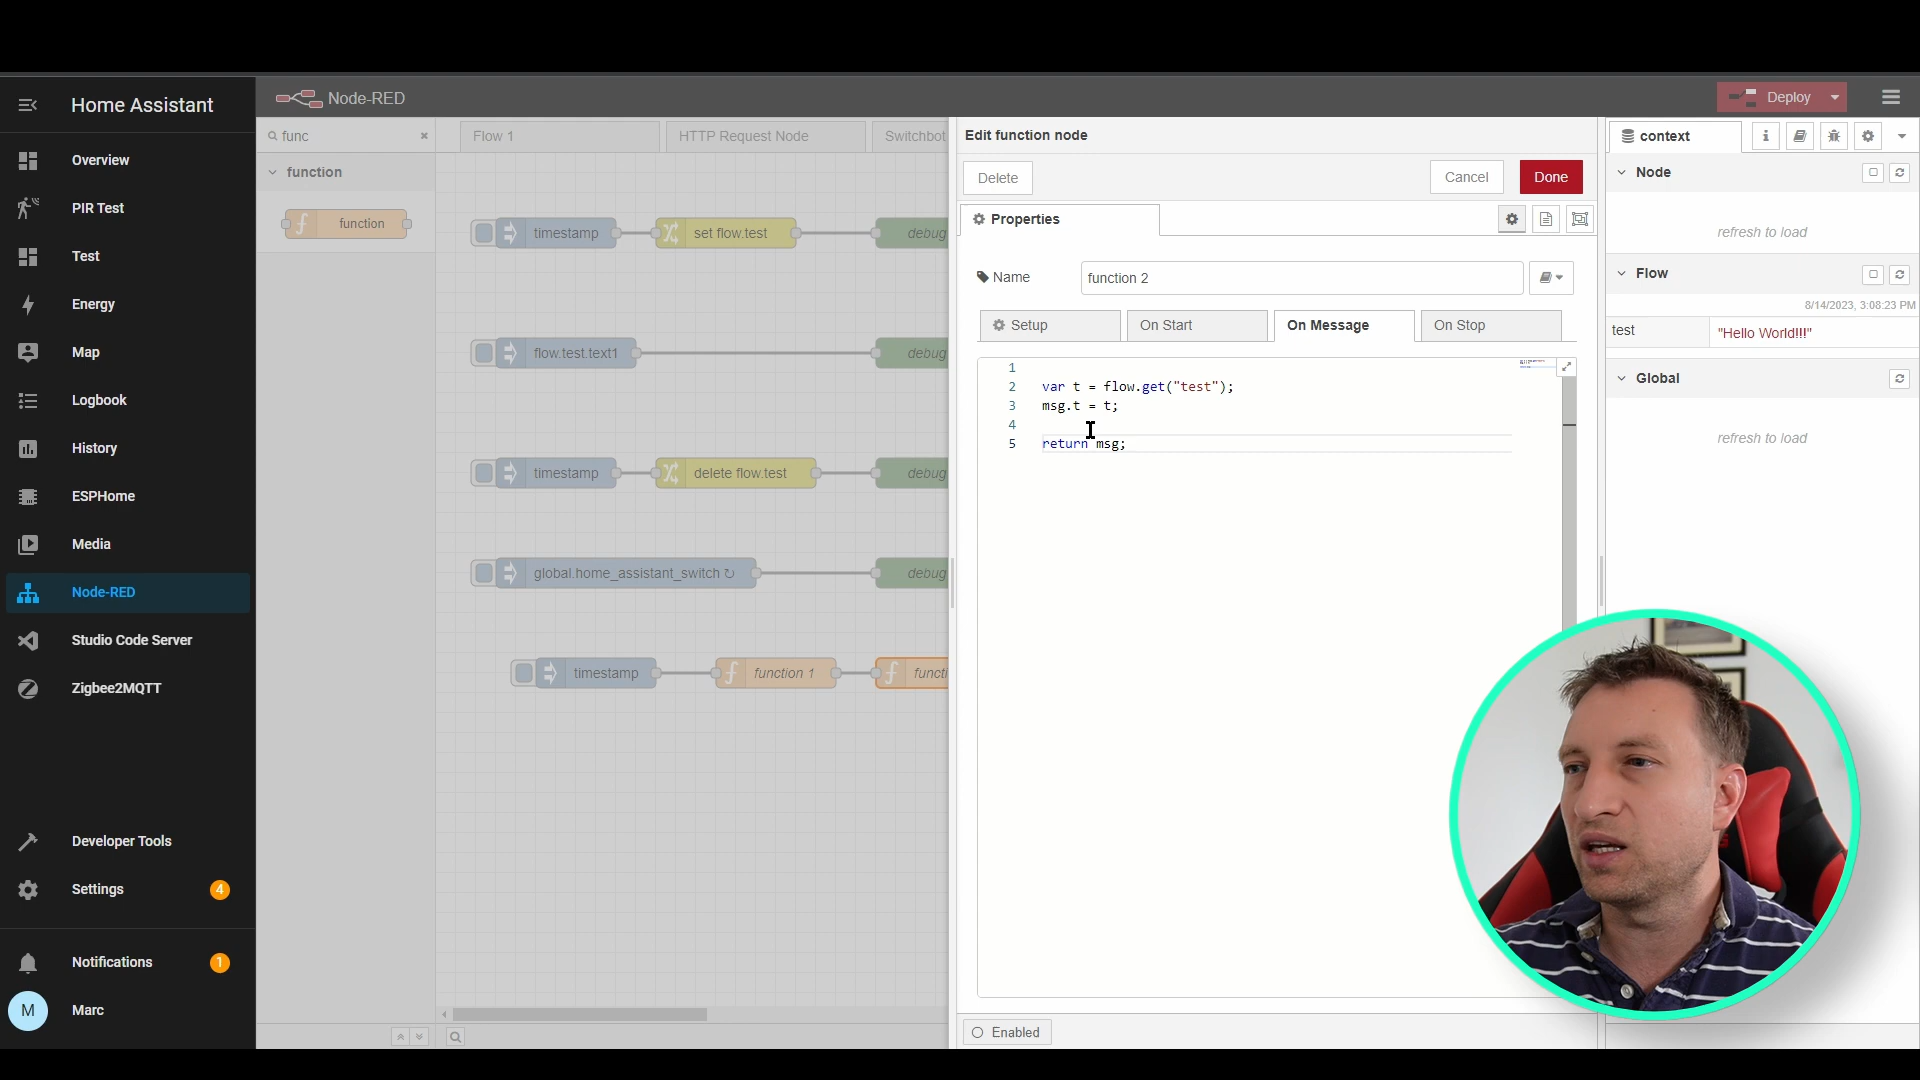 Home Assistant
Node-RED
Deploy
func
Flow 1
HTTP Request Node
Switchbot
Edit function node
context
Overview
function
Delete
Cancel
Done
Node
PIR Test
function
timestamp
set flow.test
debug
Properties
refresh to load
Test
Name
function 2
Flow
8/14/2023, 3:08:23 PM
Energy
Setup
On Start
On Message
On Stop
test
"Hello World!!!"
Map
flow.test.text1
debug
1
2 var t = flow.get("test");
3 msg.t = t;
4
5 return msg;
Global
refresh to load
Logbook
History
timestamp
delete flow.test
debug
ESPHome
Media
global.home_assistant_switch ↻
debug
Node-RED
Studio Code Server
timestamp
function 1
functi
Zigbee2MQTT
Developer Tools
Settings
4
Notifications
1
M
Marc
Enabled